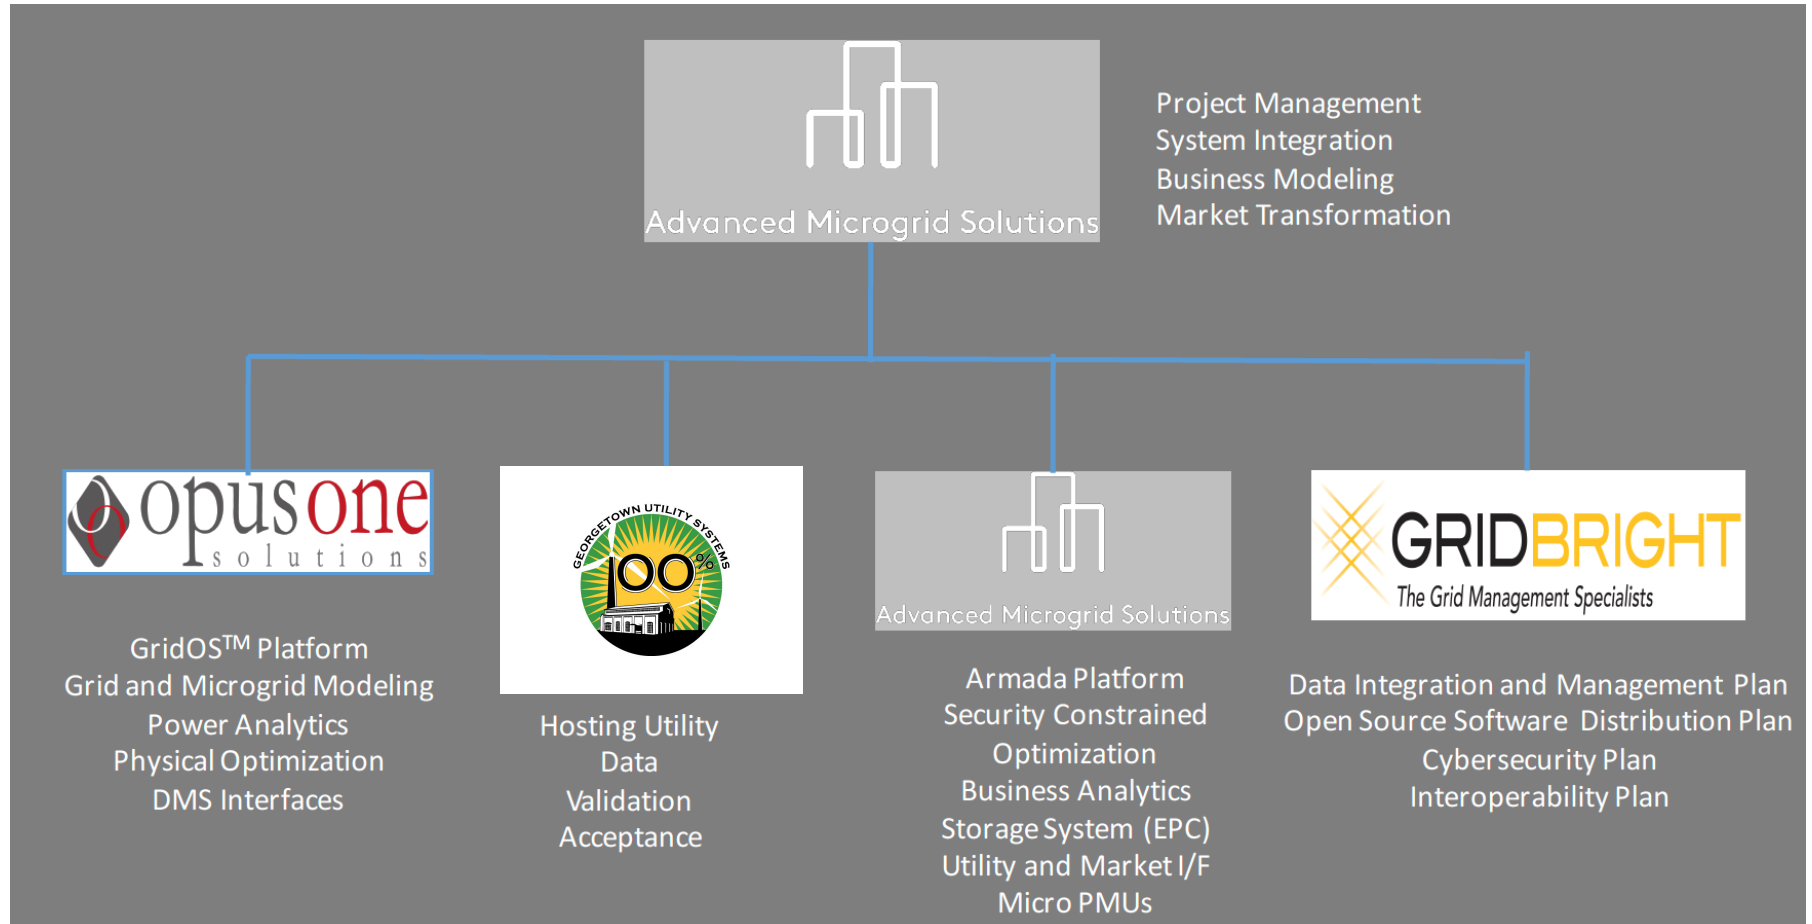 Advanced Microgrid Solutions
Project Management
System Integration
Business Modeling
Market Transformation
opusone
solutions
GridOS™ Platform
Grid and Microgrid Modeling
Power Analytics
Physical Optimization
DMS Interfaces
GEORGETOWN UTILITY SYSTEMS
100%
Hosting Utility
Data
Validation
Acceptance
Advanced Microgrid Solutions
Armada Platform
Security Constrained
Optimization
Business Analytics
Storage System (EPC)
Utility and Market I/F
Micro PMUs
GRIDBRIGHT
The Grid Management Specialists
Data Integration and Management Plan
Open Source Software Distribution Plan
Cybersecurity Plan
Interoperability Plan